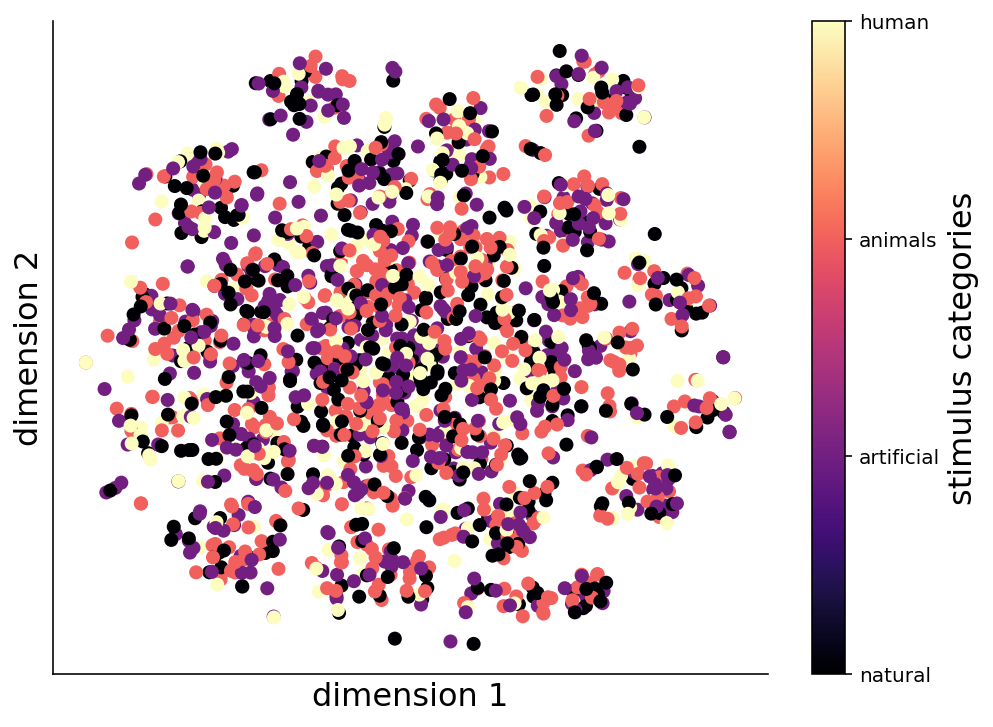 human
animals
artificial
natural
stimulus categories
dimension 2
dimension 1